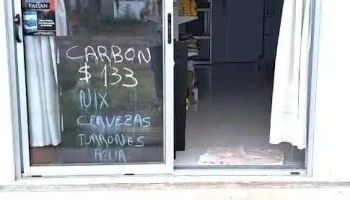 CARBON
$ 133
NIX
CERVEZAS
TURRONES
AGUA